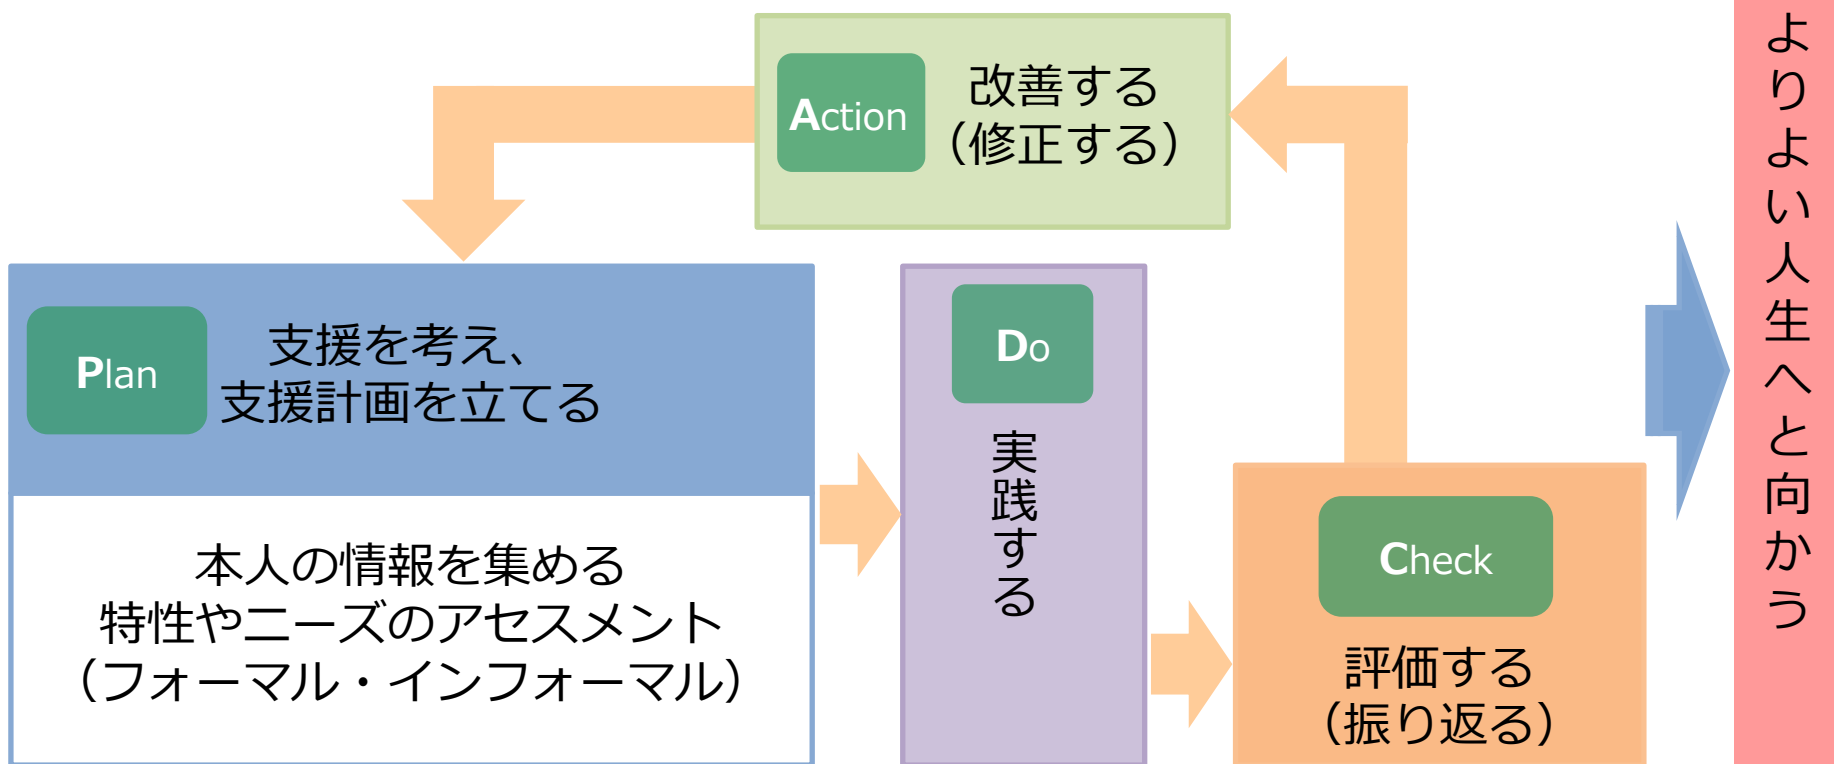 Action
改善する
（修正する）
Plan
支援を考え、
支援計画を立てる
本人の情報を集める
特性やニーズのアセスメント
（フォーマル・インフォーマル）
Do
実践する
Check
評価する
（振り返る）
よりよい人生へと向かう